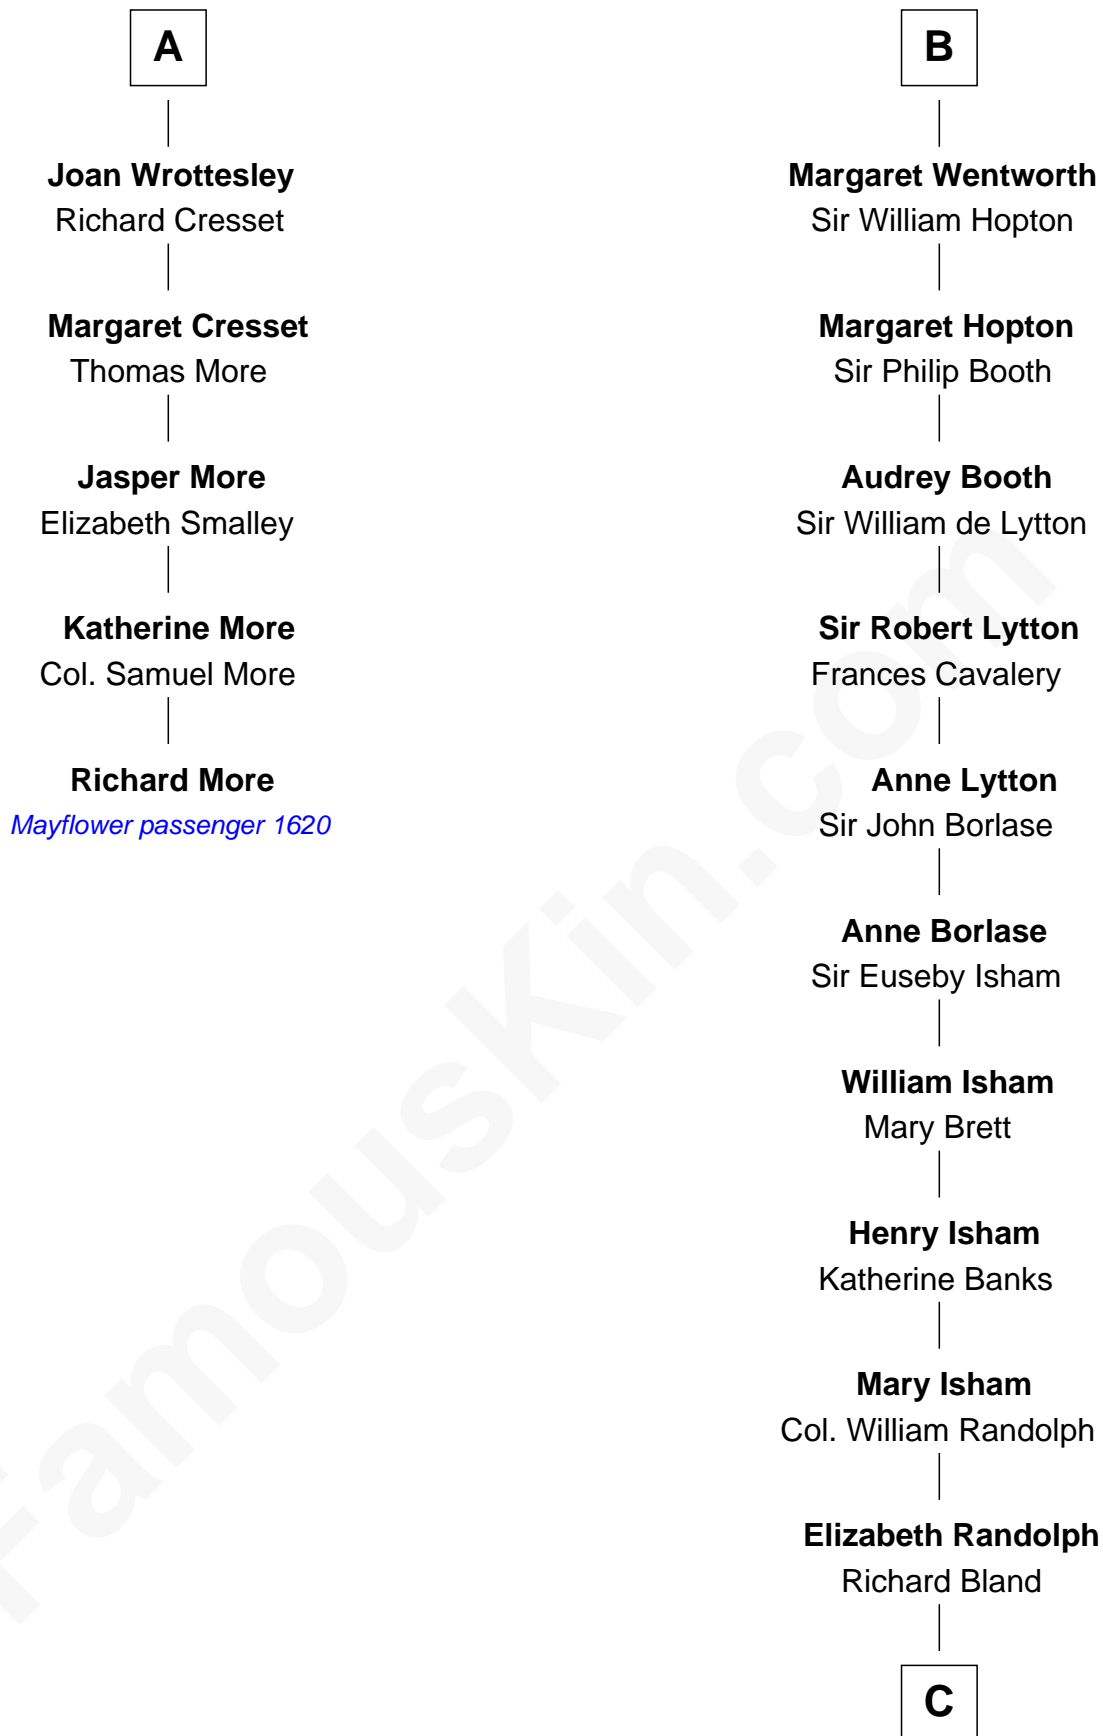 A
Joan Wrottesley
Richard Cresset
Margaret Cresset
Thomas More
Jasper More
Elizabeth Smalley
Katherine More
Col. Samuel More
Richard More
Mayflower passenger 1620
B
Margaret Wentworth
Sir William Hopton
Margaret Hopton
Sir Philip Booth
Audrey Booth
Sir William de Lytton
Sir Robert Lytton
Frances Cavalery
Anne Lytton
Sir John Borlase
Anne Borlase
Sir Euseby Isham
William Isham
Mary Brett
Henry Isham
Katherine Banks
Mary Isham
Col. William Randolph
Elizabeth Randolph
Richard Bland
C
FamousKin.com